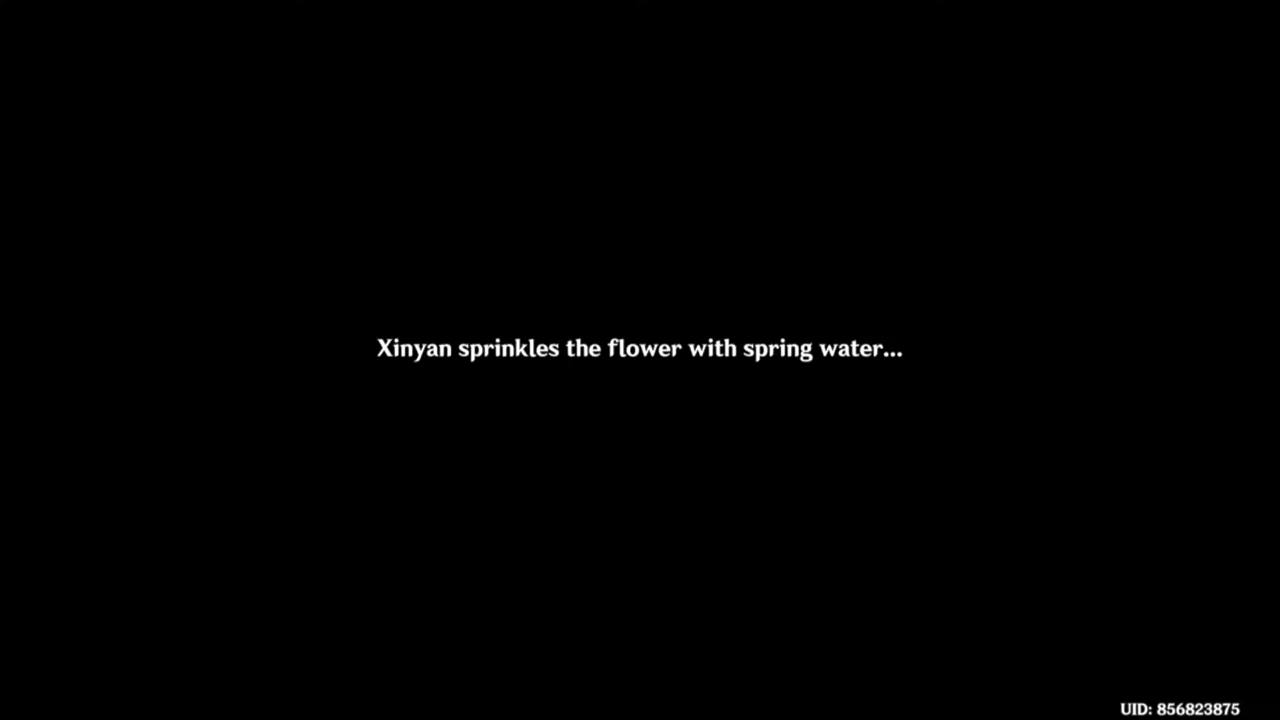 Xinyan sprinkles the flower with spring water...
UID: 856823875